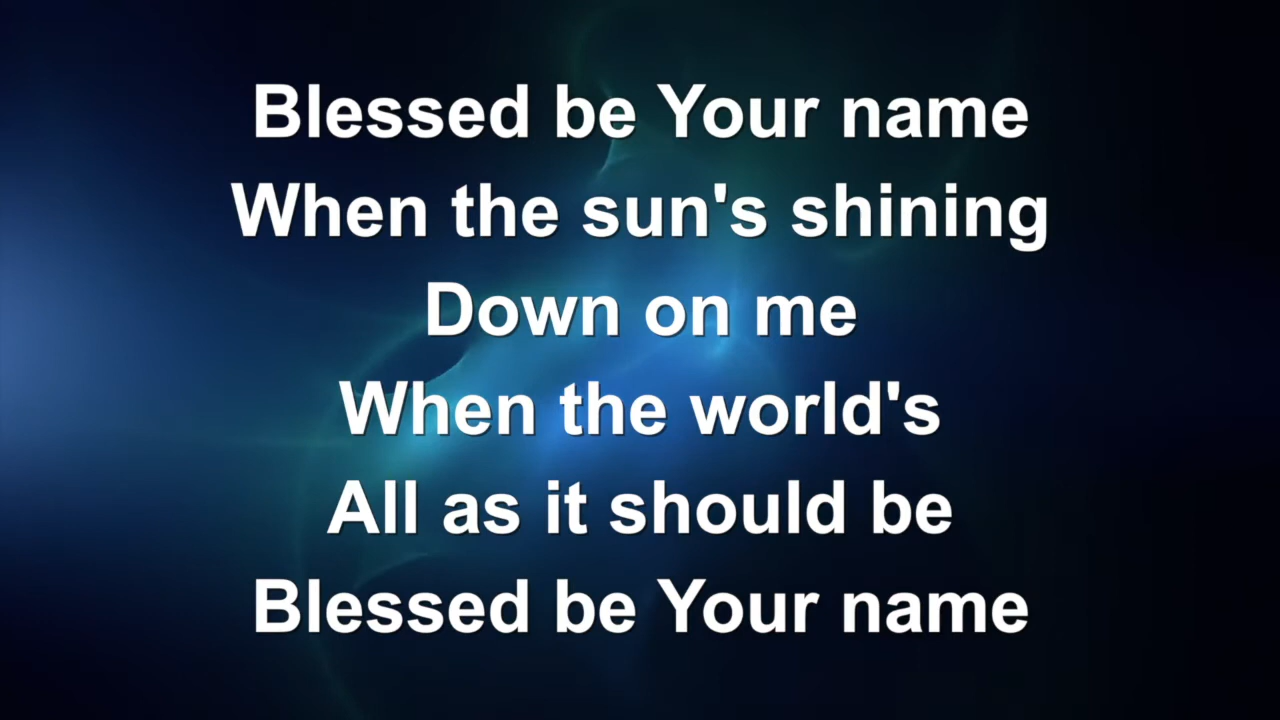 Blessed be Your name
When the sun's shining
Down on me
When the world's
All as it should be
Blessed be Your name